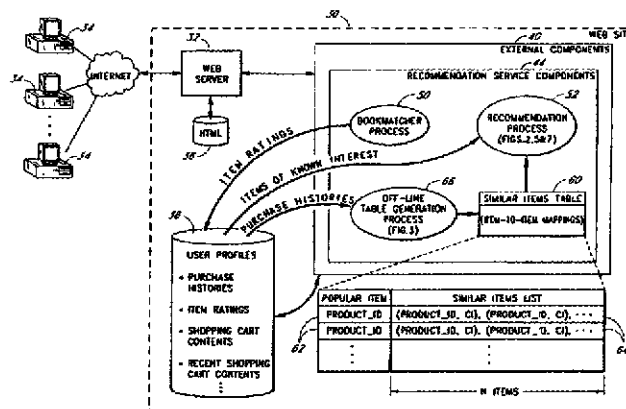 34
30
WEB SITE
40
EXTERNAL COMPONENTS
44
RECOMMENDATION SERVICE COMPONENTS
32
WEB
SERVER
INTERNET
34
34
HTML
50
BOOKMATCHER
PROCESS
52
RECOMMENDATION
PROCESS
(FIGS. 2, 5&7)
ITEM RATINGS
ITEMS OF KNOWN INTEREST
PURCHASE HISTORIES
66
OFF-LINE
TABLE GENERATION
PROCESS
(FIG. 3)
60
SIMILAR ITEMS TABLE
(ITEM-TO-ITEM MAPPINGS)
38
USER PROFILES
• PURCHASE
HISTORIES
• ITEM RATINGS
• SHOPPING CART
CONTENTS
• RECENT SHOPPING
CART CONTENTS
POPULAR ITEM
SIMILAR ITEMS LIST
PRODUCT_ID
(PRODUCT_ID, CI), (PRODUCT_ID, CI), ...
PRODUCT_ID
(PRODUCT_ID, CI), (PRODUCT_ID, CI), ...
62
64
N ITEMS